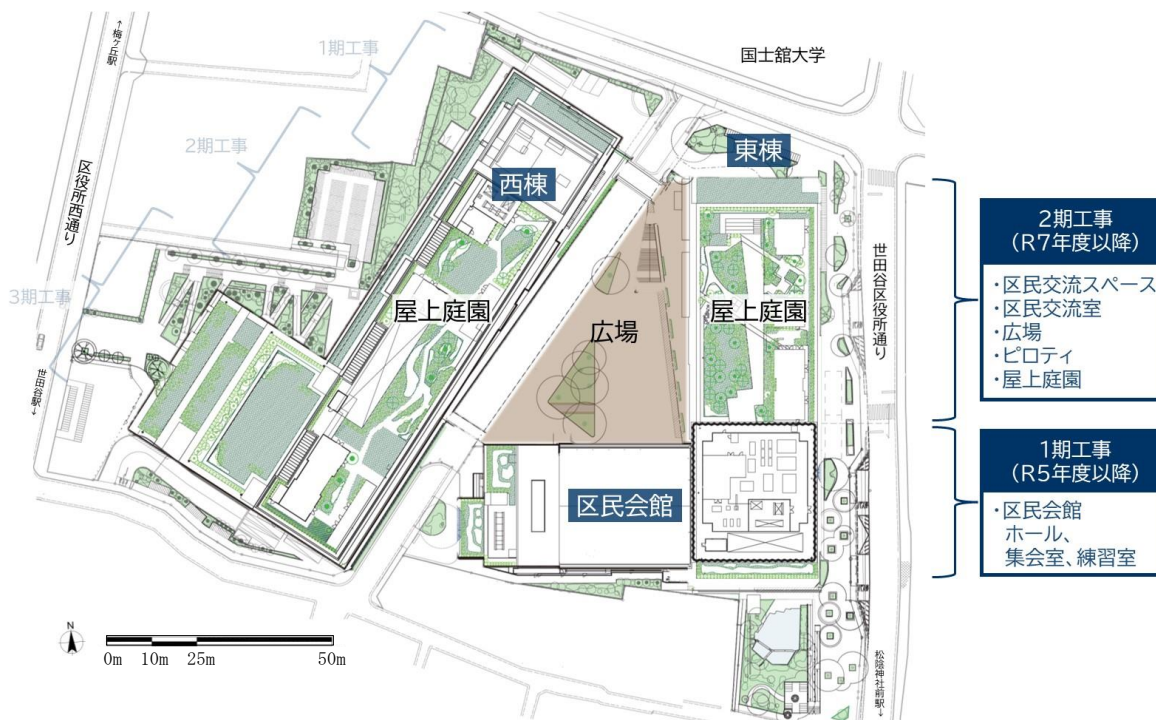 ↑梅ヶ丘駅
1期工事
国士舘大学
2期工事
東棟
西棟
区役所西通り
2期工事
(R7年度以降)
・区民交流スペース
・区民交流室
・広場
・ピロティ
・屋上庭園
世田谷区役所通り
3期工事
屋上庭園
広場
屋上庭園
世田谷駅↓
1期工事
(R5年度以降)
・区民会館
ホール、
集会室、練習室
区民会館
N
0m 10m 25m 50m
松陰神社前駅↓